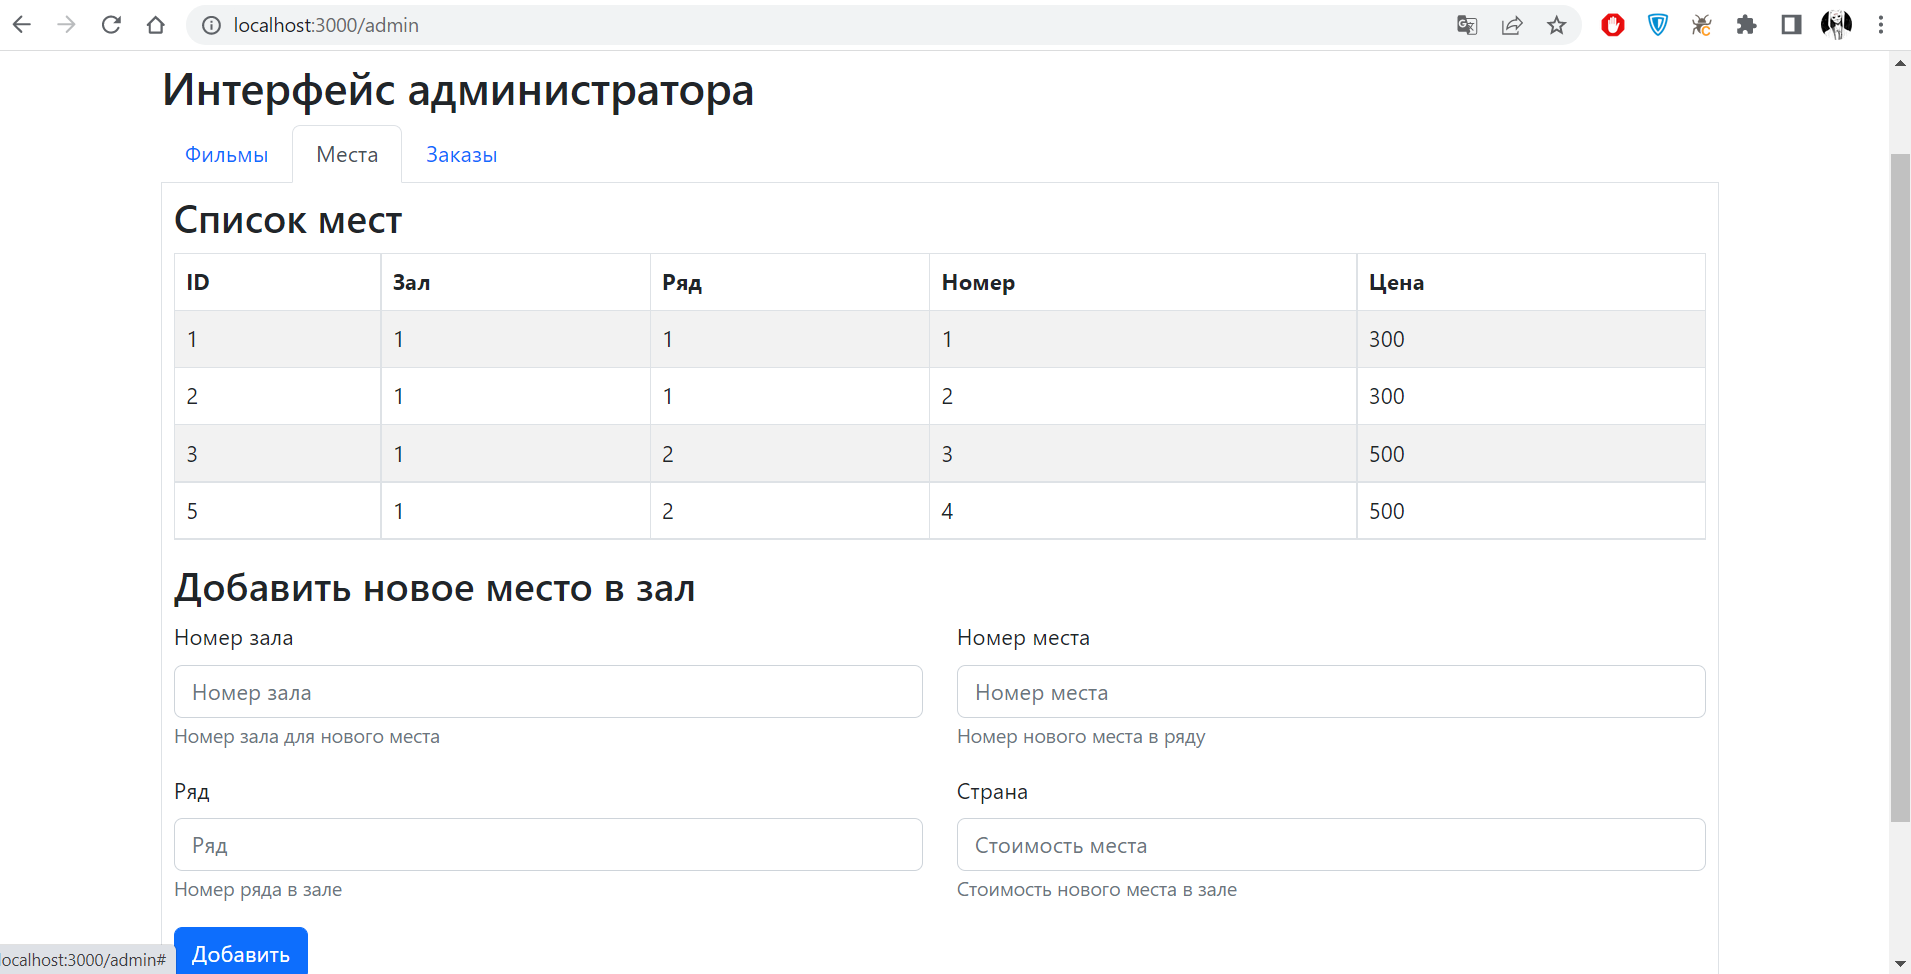 localhost:3000/admin
Интерфейс администратора
Фильмы Места Заказы
Список мест
ID Зал Ряд Номер Цена
1 1 1 1 300
2 1 1 2 300
3 1 2 3 500
5 1 2 4 500
Добавить новое место в зал
Номер зала Номер места
Номер зала Номер места
Номер зала для нового места Номер нового места в ряду
Ряд Страна
Ряд Стоимость места
Номер ряда в зале Стоимость нового места в зале
Добавить
localhost:3000/admin#